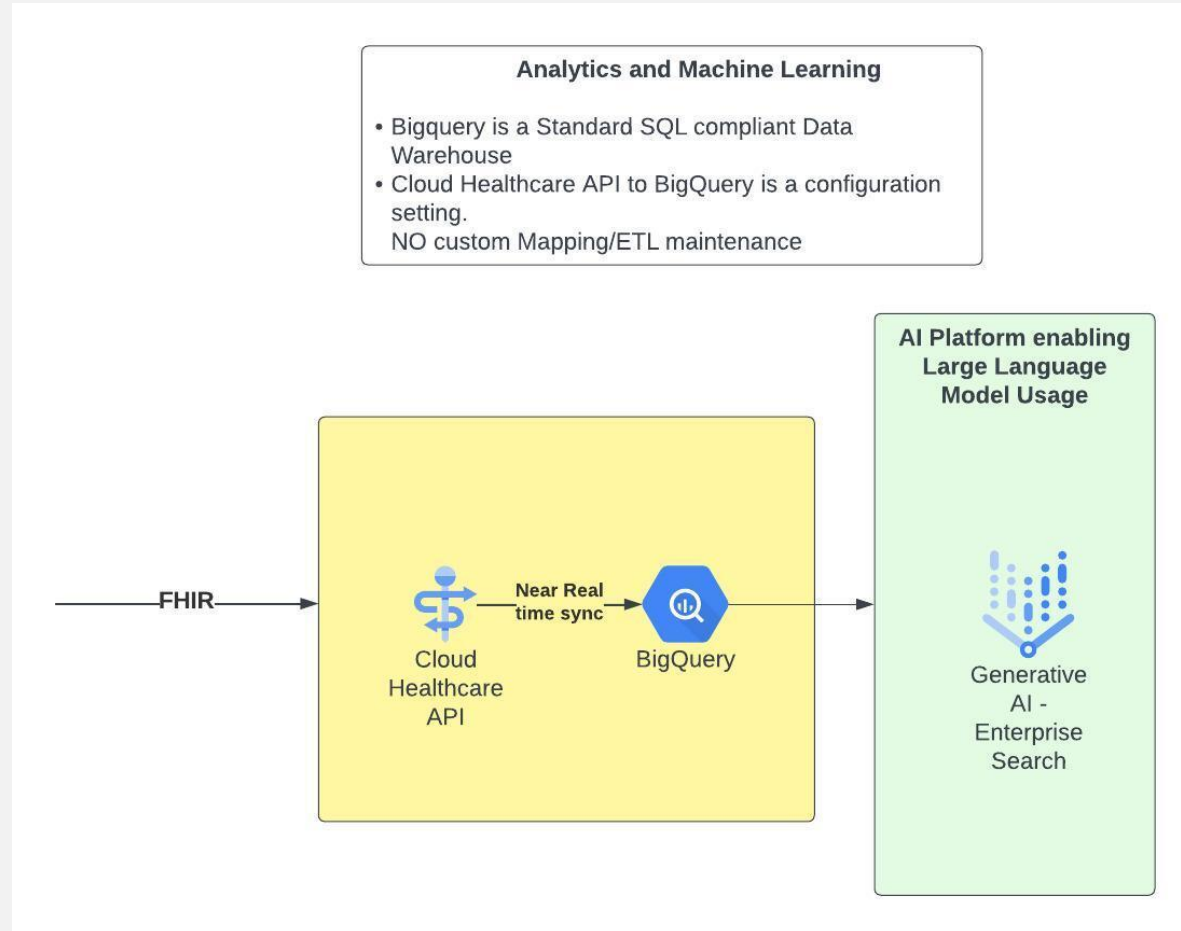 Analytics and Machine Learning
• Bigquery is a Standard SQL compliant Data
Warehouse
• Cloud Healthcare API to BigQuery is a configuration
setting.
NO custom Mapping/ETL maintenance
AI Platform enabling
Large Language
Model Usage
FHIR
Near Real
time sync
Cloud
Healthcare
API
BigQuery
Generative
AI -
Enterprise
Search